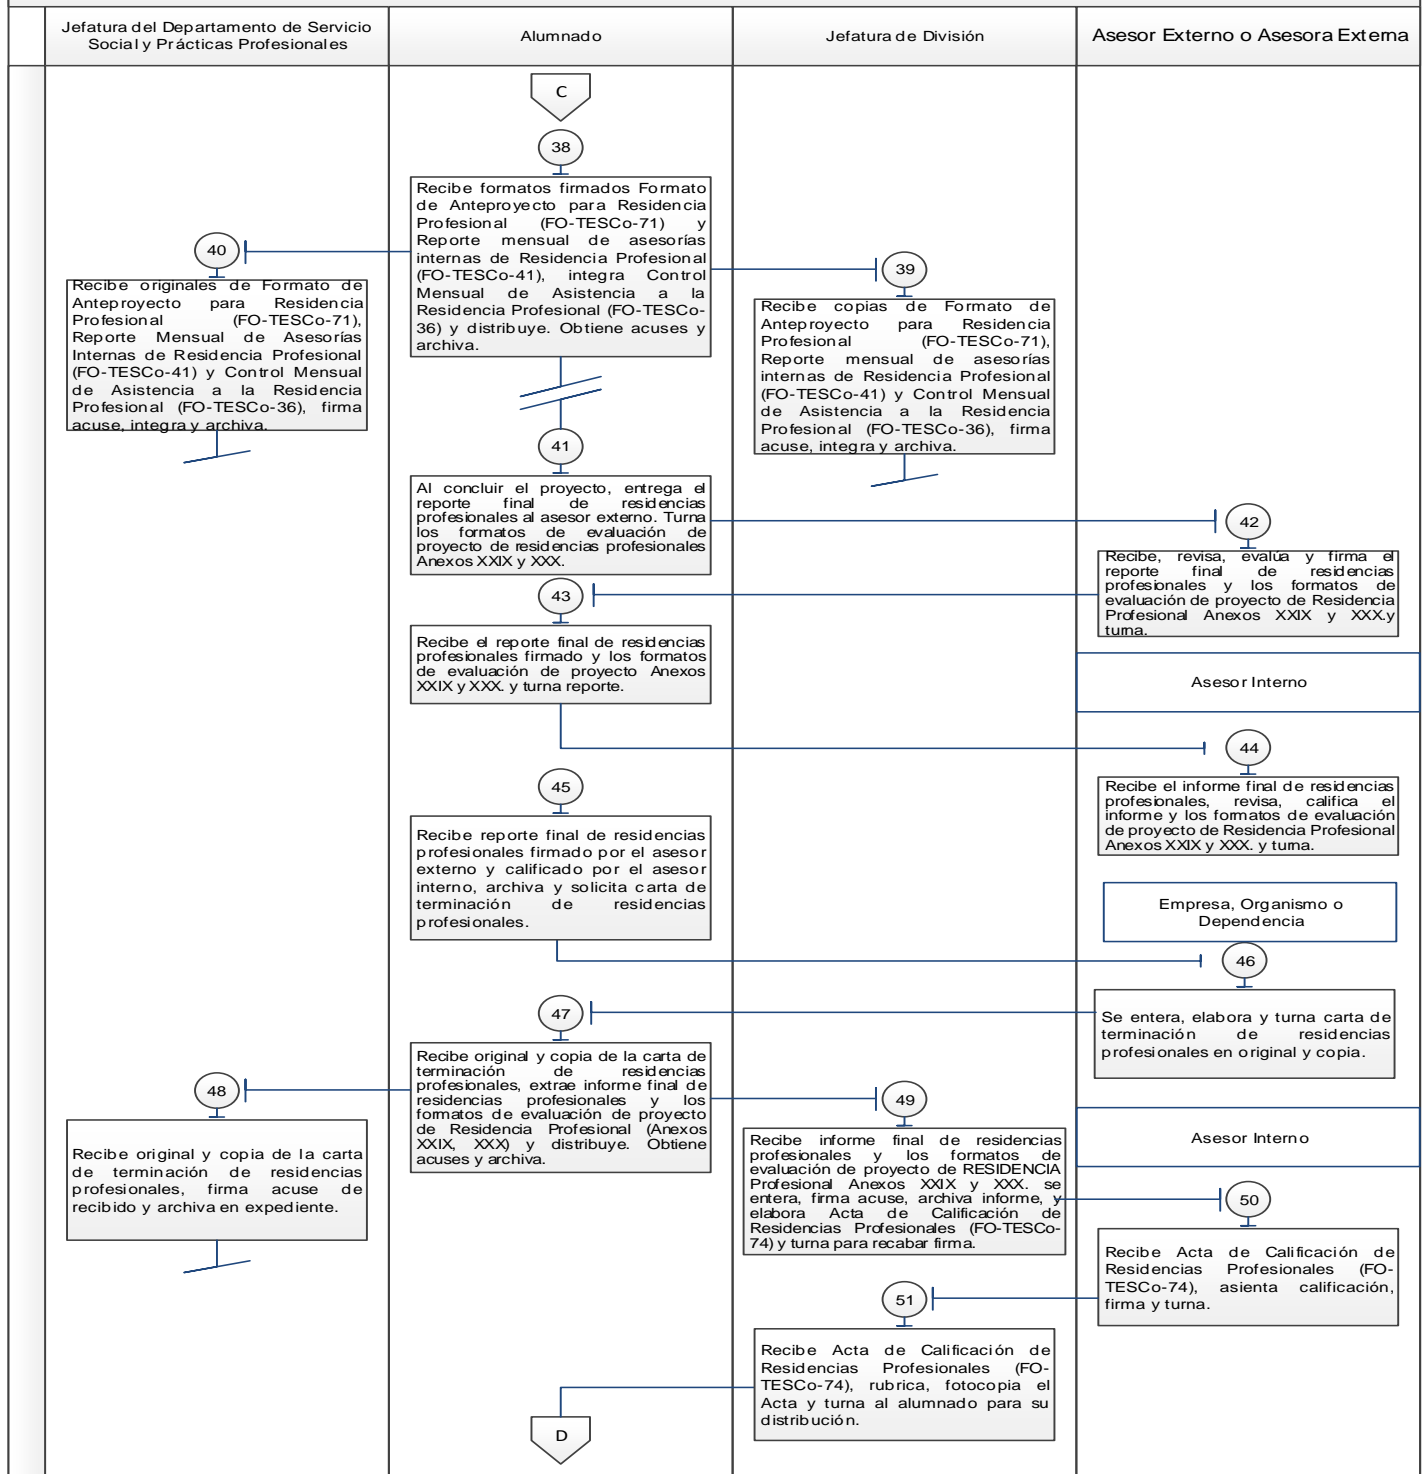 Jefatura del Departamento de Servicio
Social y Prácticas Profesionales
Alumnado
Jefatura de División
Asesor Externo o Asesora Externa
C
38
Recibe formatos firmados Formato
de Anteproyecto para Residencia
Profesional (FO-TESCo-71) y
Reporte mensual de asesorías
internas de Residencia Profesional
(FO-TESCo-41), integra Control
Mensual de Asistencia a la
Residencia Profesional (FO-TESCo-
36) y distribuye. Obtiene acuses y
archiva.
40
Recibe originales de Formato de
Anteproyecto para Residencia
Profesional (FO-TESCo-71),
Reporte Mensual de Asesorías
Internas de Residencia Profesional
(FO-TESCo-41) y Control Mensual
de Asistencia a la Residencia
Profesional (FO-TESCo-36), firma
acuse, integra y archiva.
39
Recibe copias de Formato de
Anteproyecto para Residencia
Profesional (FO-TESCo-71),
Reporte mensual de asesorías
internas de Residencia Profesional
(FO-TESCo-41) y Control Mensual
de Asistencia a la Residencia
Profesional (FO-TESCo-36), firma
acuse, integra y archiva.
41
Al concluir el proyecto, entrega el
reporte final de residencias
profesionales al asesor externo. Turna
los formatos de evaluación de
proyecto de residencias profesionales
Anexos XXIX y XXX.
42
Recibe, revisa, evalúa y firma el
reporte final de residencias
profesionales y los formatos de
evaluación de proyecto de Residencia
Profesional Anexos XXIX y XXX.y
turna.
43
Recibe el reporte final de residencias
profesionales firmado y los formatos
de evaluación de proyecto Anexos
XXIX y XXX. y turna reporte.
Asesor Interno
44
Recibe el informe final de residencias
profesionales, revisa, califica el
informe y los formatos de evaluación
de proyecto de Residencia Profesional
Anexos XXIX y XXX. y turna.
45
Recibe reporte final de residencias
profesionales firmado por el asesor
externo y calificado por el asesor
interno, archiva y solicita carta de
terminación de residencias
profesionales.
Empresa, Organismo o
Dependencia
46
Se entera, elabora y turna carta de
terminación de residencias
profesionales en original y copia.
47
Recibe original y copia de la carta de
terminación de residencias
profesionales, extrae informe final de
residencias profesionales y los
formatos de evaluación de proyecto
de Residencia Profesional (Anexos
XXIX, XXX) y distribuye. Obtiene
acuses y archiva.
48
Recibe original y copia de la carta
de terminación de residencias
profesionales, firma acuse de
recibido y archiva en expediente.
49
Recibe informe final de residencias
profesionales y los formatos de
evaluación de proyecto de RESIDENCIA
Profesional Anexos XXIX y XXX. se
entera, firma acuse, archiva informe, y
elabora Acta de Calificación de
Residencias Profesionales (FO-TESCo-
74) y turna para recabar firma.
Asesor Interno
50
Recibe Acta de Calificación de
Residencias Profesionales (FO-
TESCo-74), asienta calificación,
firma y turna.
51
Recibe Acta de Calificación de
Residencias Profesionales (FO-
TESCo-74), rubrica, fotocopia el
Acta y turna al alumnado para su
distribución.
D